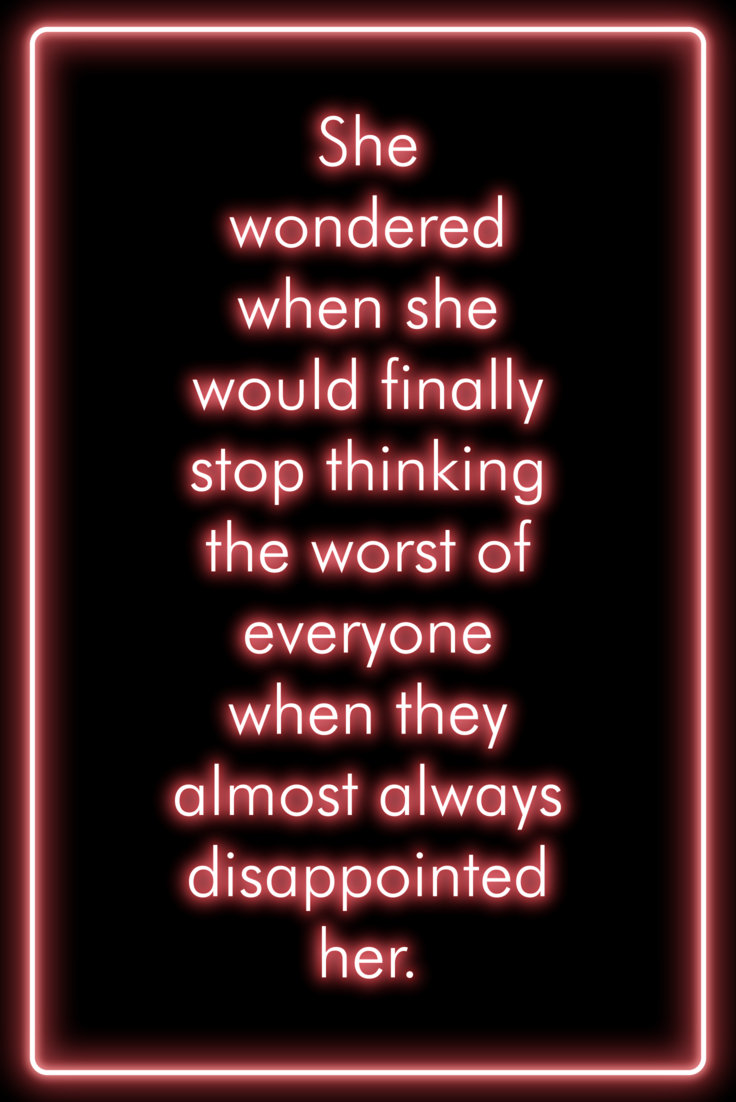 She
wondered
when she
would finally
stop thinking
the worst of
everyone
when they
almost always
disappointed
her.